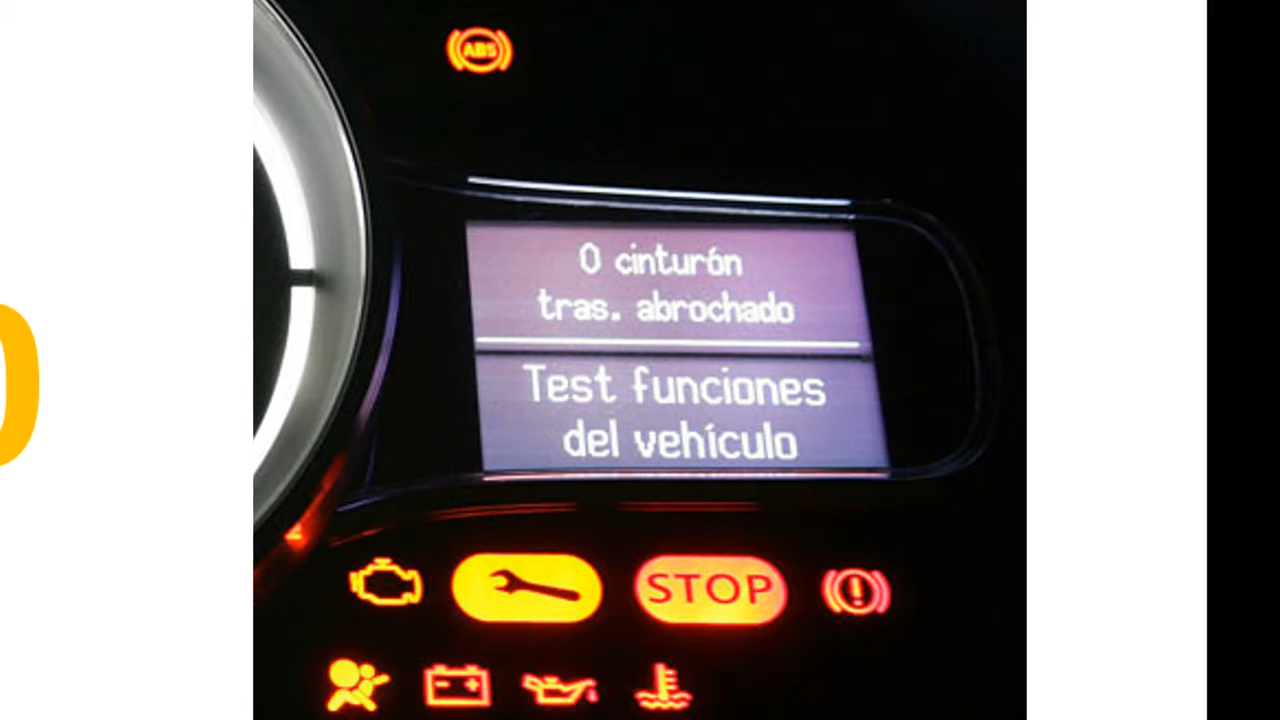 ABS
0 cinturón
tras. abrochado
Test funciones
del vehículo
STOP